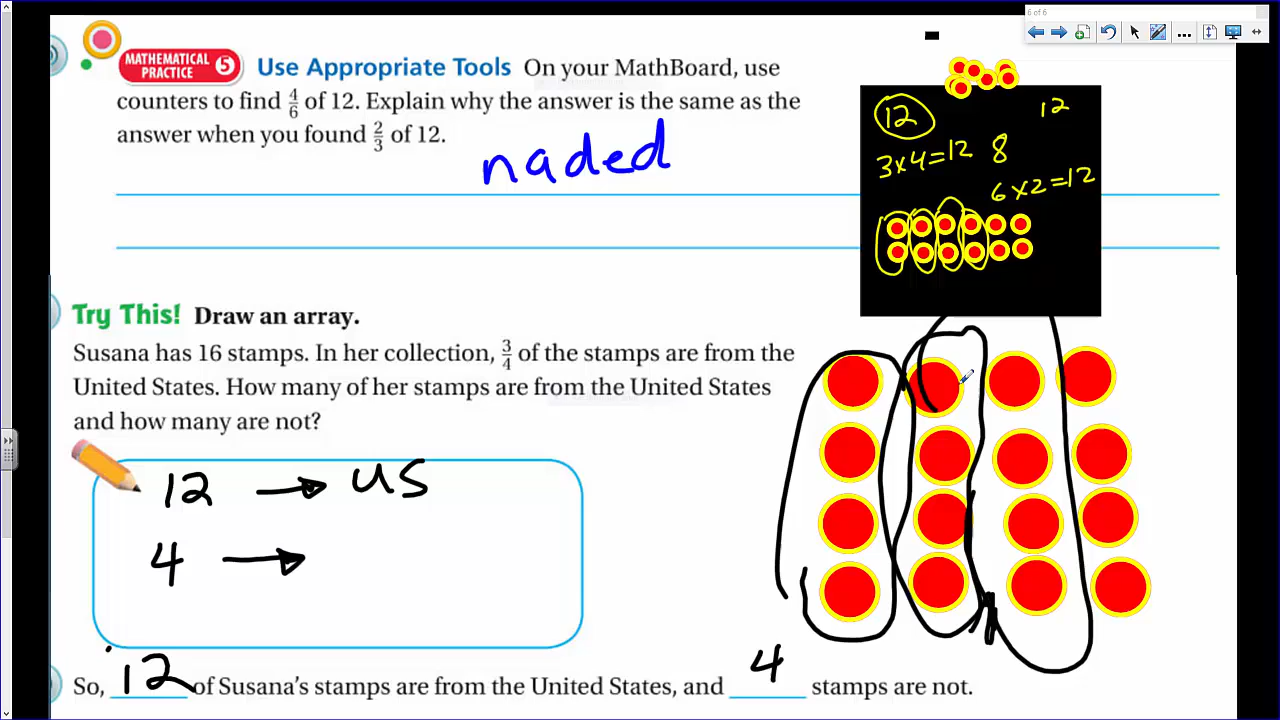 6 of 6
MATHEMATICAL PRACTICE 5 Use Appropriate Tools On your MathBoard, use
counters to find 4/6 of 12. Explain why the answer is the same as the
answer when you found 2/3 of 12.
naded
12 12
3x4=12 8
6x2=12
Try This! Draw an array.
Susana has 16 stamps. In her collection, 3/4 of the stamps are from the
United States. How many of her stamps are from the United States
and how many are not?
12 → US
4 →
So, 12 of Susana's stamps are from the United States, and 4 stamps are not.